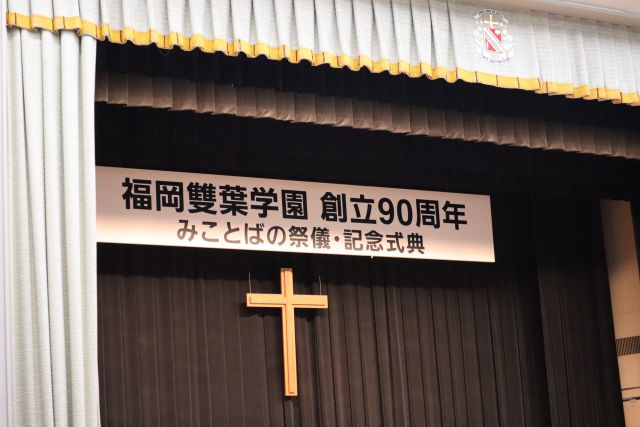 福岡雙葉学園 創立90周年
みことばの祭儀・記念式典